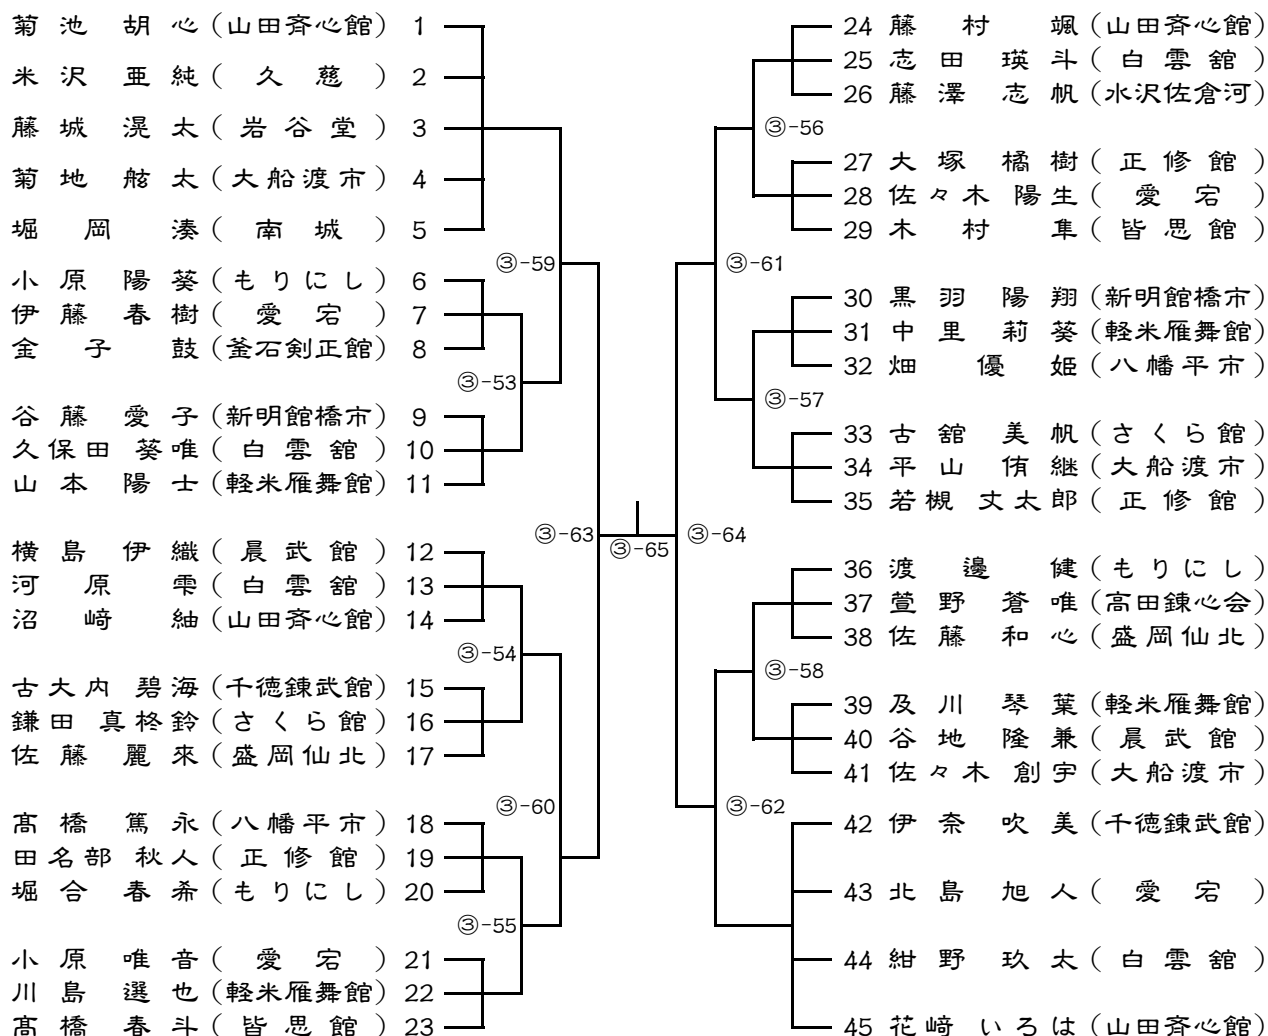 菊池 胡心(山田斉心館) 1
米沢 亜純(久慈) 2
藤城 滉太(岩谷堂) 3
菊地 舷太(大船渡市) 4
堀岡 湊(南城) 5
小原 陽葵(もりにし) 6
伊藤 春樹(愛宕) 7
金子 鼓(釜石剣正館) 8
谷藤 愛子(新明館橋市) 9
久保田 葵唯(白雲舘) 10
山本 陽士(軽米雁舞館) 11
横島 伊織(晨武館) 12
河原 雫(白雲舘) 13
沼﨑 紬(山田斉心館) 14
古大内 碧海(千徳錬武館) 15
鎌田 真柊鈴(さくら館) 16
佐藤 麗來(盛岡仙北) 17
髙橋 篤永(八幡平市) 18
田名部 秋人(正修館) 19
堀合 春希(もりにし) 20
小原 唯音(愛宕) 21
川島 選也(軽米雁舞館) 22
髙橋 春斗(皆思館) 23
③-59
③-53
③-63
③-54
③-60
③-55
③-65
③-56
③-61
③-57
③-64
③-58
③-62
24 藤村 颯(山田斉心館)
25 志田 瑛斗(白雲舘)
26 藤澤 志帆(水沢佐倉河)
27 大塚 橘樹(正修館)
28 佐々木 陽生(愛宕)
29 木村 隼(皆思館)
30 黒羽 陽翔(新明館橋市)
31 中里 莉葵(軽米雁舞館)
32 畑 優姫(八幡平市)
33 古舘 美帆(さくら館)
34 平山 侑継(大船渡市)
35 若槻 丈太郎(正修館)
36 渡邊 健(もりにし)
37 萱野 蒼唯(高田錬心会)
38 佐藤 和心(盛岡仙北)
39 及川 琴葉(軽米雁舞館)
40 谷地 隆兼(晨武館)
41 佐々木 創宇(大船渡市)
42 伊奈 吹美(千徳錬武館)
43 北島 旭人(愛宕)
44 紺野 玖太(白雲舘)
45 花﨑 いろは(山田斉心館)